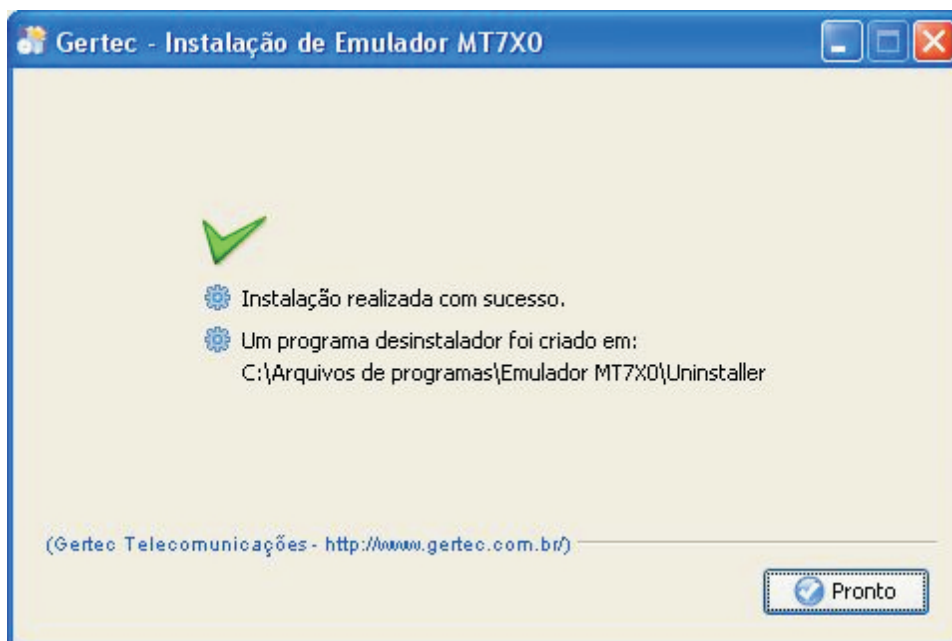 Gertec - Instalação de Emulador MT7X0
Instalação realizada com sucesso.
Um programa desinstalador foi criado em:
C:\Arquivos de programas\Emulador MT7X0\Uninstaller
(Gertec Telecomunicações - http://www.gertec.com.br/)
Pronto